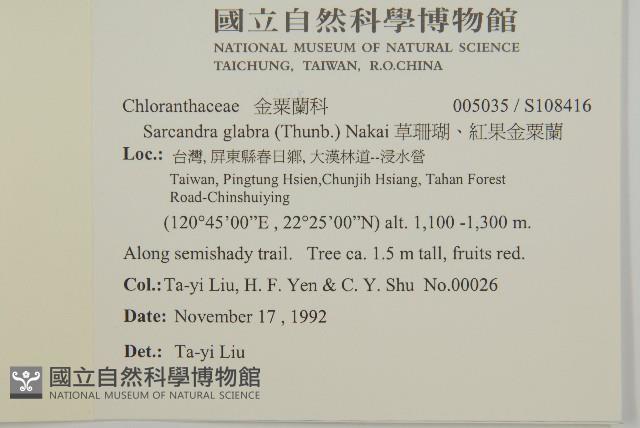 國立自然科學博物館
NATIONAL MUSEUM OF NATURAL SCIENCE
TAICHUNG, TAIWAN, R.O.CHINA
Chloranthaceae 金粟蘭科 005035 / S108416
Sarcandra glabra (Thunb.) Nakai 草珊瑚、紅果金粟蘭
Loc.: 台灣, 屏東縣春日鄉, 大漢林道--浸水營
Taiwan, Pingtung Hsien,Chunjih Hsiang, Tahan Forest
Road-Chinshuiying
(120°45'00”E , 22°25'00”N) alt. 1,100 -1,300 m.
Along semishady trail. Tree ca. 1.5 m tall, fruits red.
Col.: Ta-yi Liu, H. F. Yen & C. Y. Shu No.00026
Date: November 17 , 1992
Det.: Ta-yi Liu
國立自然科學博物館
NATIONAL MUSEUM OF NATURAL SCIENCE